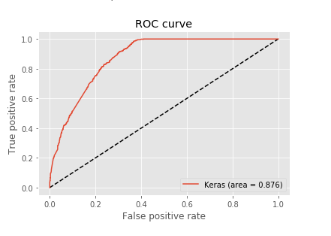 ROC curve
True positive rate
1.0
0.8
0.6
0.4
0.2
0.0
Keras (area = 0.876)
0.0 0.2 0.4 0.6 0.8 1.0
False positive rate